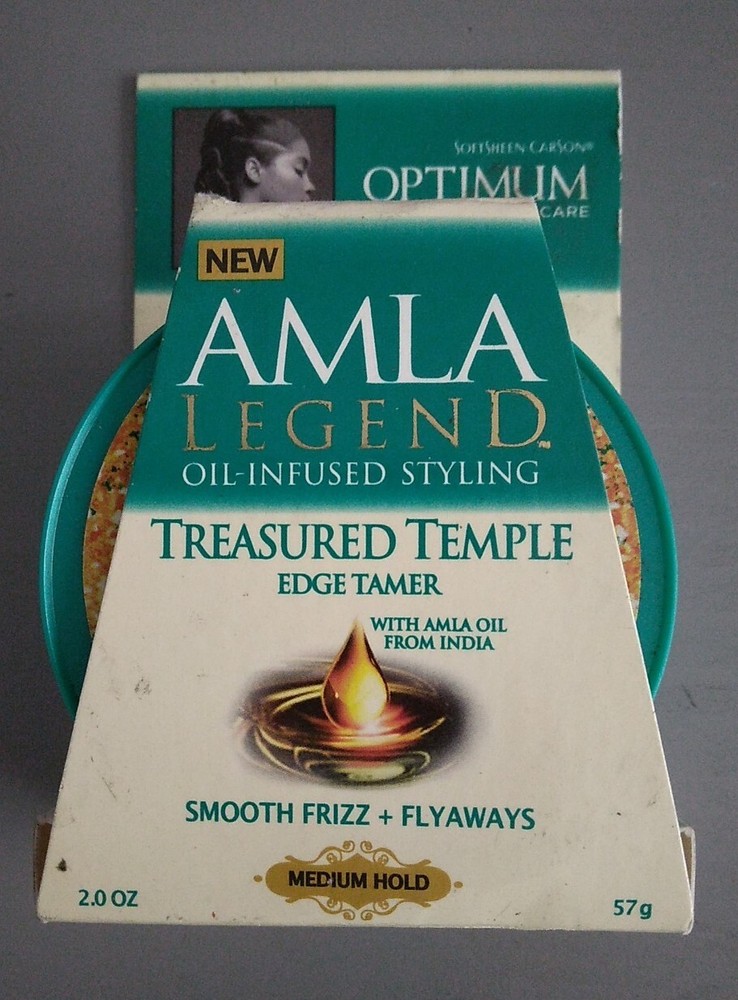 SOFTSHEEN·CARSON®
OPTIMUM
CARE
NEW
AMLA
LEGEND™
OIL-INFUSED STYLING
TREASURED TEMPLE
EDGE TAMER
WITH AMLA OIL
FROM INDIA
SMOOTH FRIZZ + FLYAWAYS
MEDIUM HOLD
2.0 OZ
57g